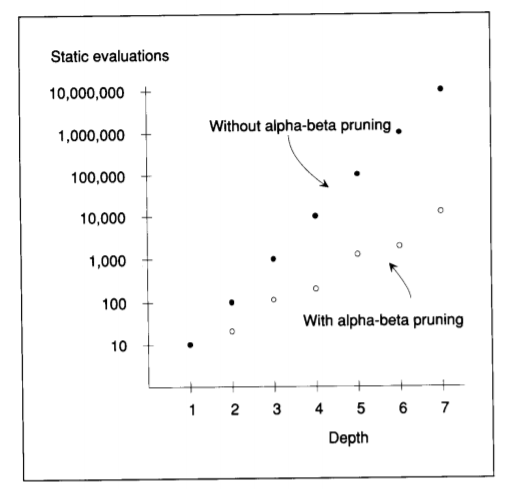 Static evaluations
10,000,000
1,000,000
Without alpha-beta pruning
100,000
10,000
1,000
100
With alpha-beta pruning
10
1 2 3 4 5 6 7
Depth